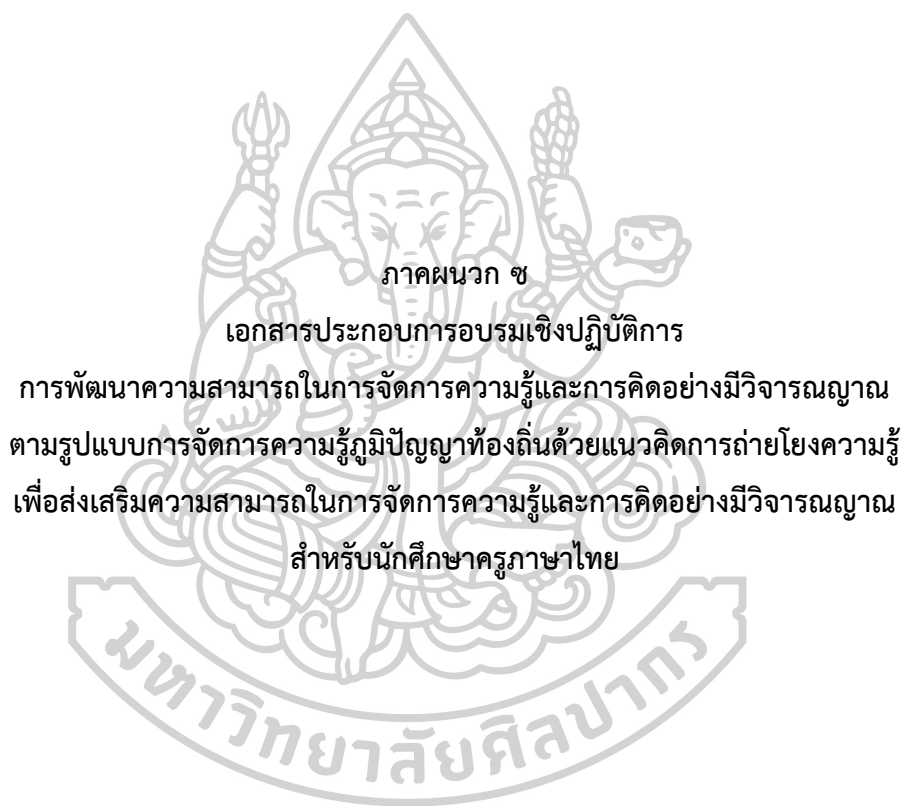 ภาคผนวก ซ
เอกสารประกอบการอบรมเชิงปฏิบัติการ
การพัฒนาความสามารถในการจัดการความรู้และการคิดอย่างมีวิจารณญาณ
ตามรูปแบบการจัดการความรู้ภูมิปัญญาท้องถิ่นด้วยแนวคิดการถ่ายโยงความรู้
เพื่อส่งเสริมความสามารถในการจัดการความรู้และการคิดอย่างมีวิจารณญาณ
สำหรับนักศึกษาครูภาษาไทย
มหาวิทยาลัยศิลปากร